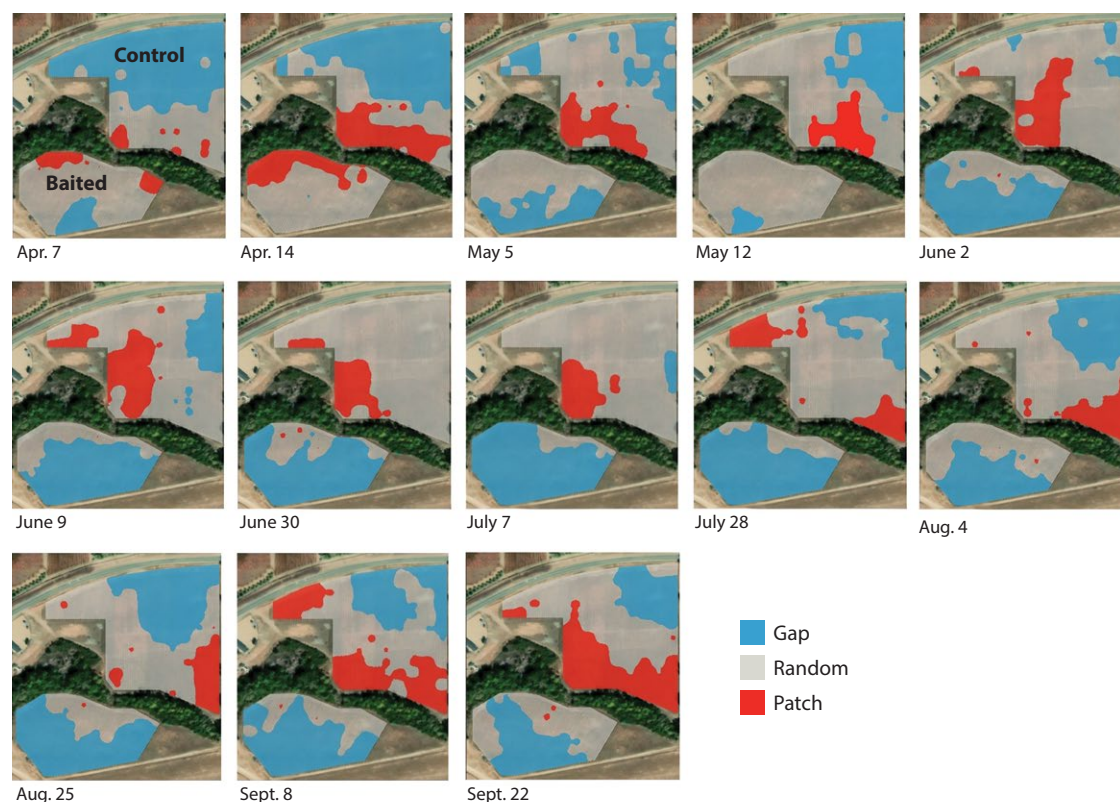 Control
Baited
Apr. 7
Apr. 14
May 5
May 12
June 2
June 9
June 30
July 7
July 28
Aug. 4
Aug. 25
Sept. 8
Sept. 22
Gap
Random
Patch